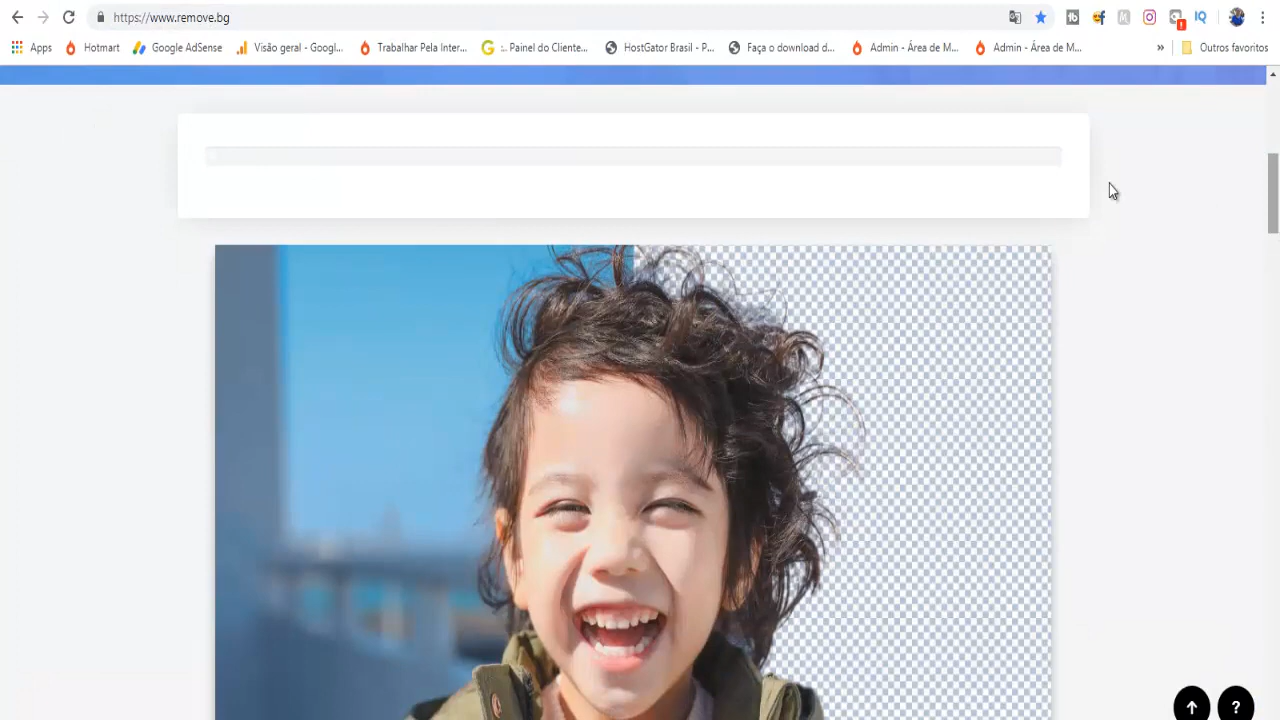 https://www.remove.bg
Apps Hotmart Google AdSense Visão geral - Googl... Trabalhar Pela Inter... :. Painel do Cliente... HostGator Brasil - P... Faça o download d... Admin - Área de M... Admin - Área de M... » Outros favoritos
?